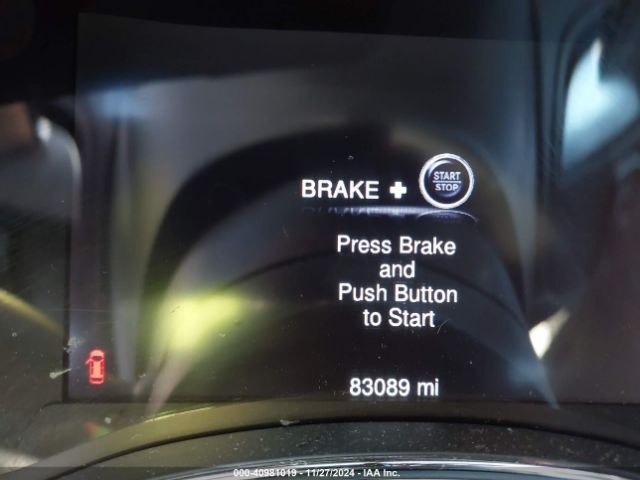 BRAKE + START
STOP
Press Brake
and
Push Button
to Start
83089 mi
000-40981019 - 11/27/2024 - IAA Inc.